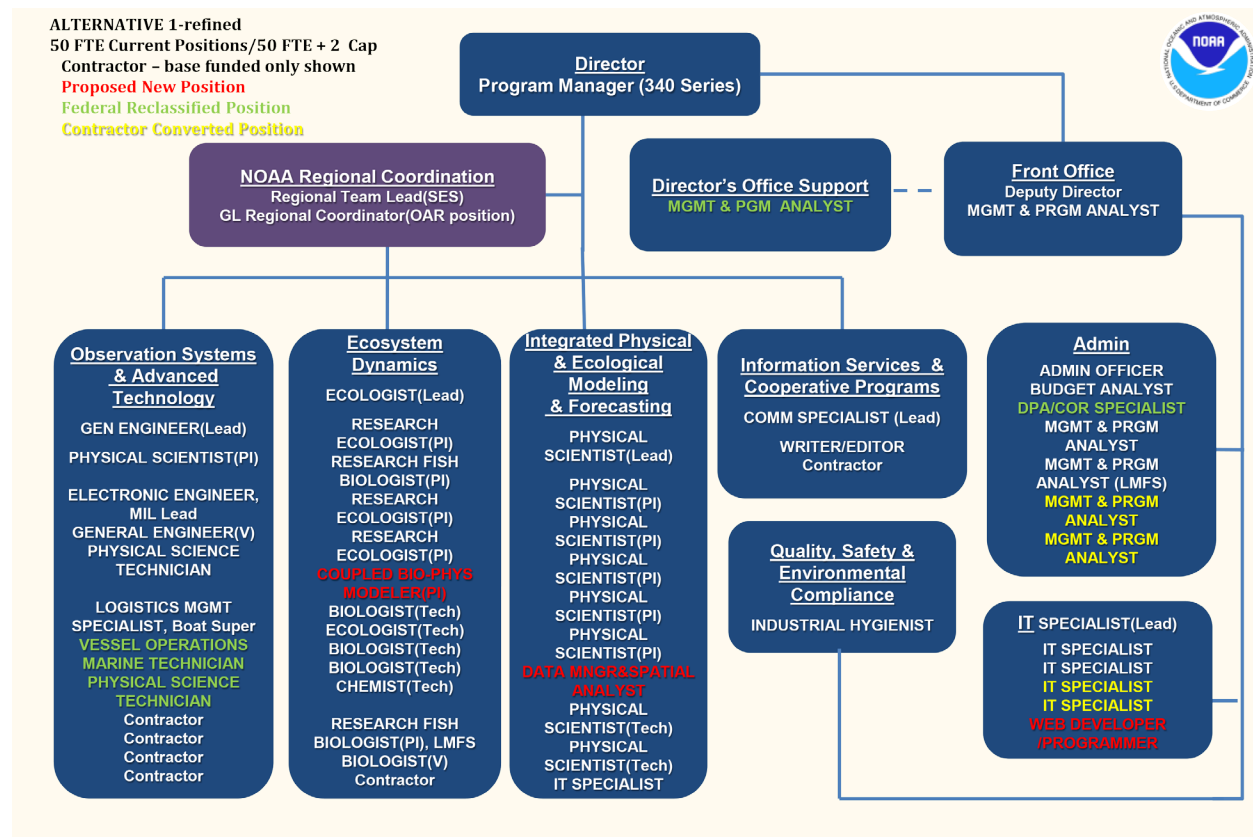 ALTERNATIVE 1-refined
50 FTE Current Positions/50 FTE + 2 Cap
Contractor – base funded only shown
Proposed New Position
Federal Reclassified Position
Contractor Converted Position
Director
Program Manager (340 Series)
NATIONAL OCEANIC AND ATMOSPHERIC ADMINISTRATION
NOAA
U.S. DEPARTMENT OF COMMERCE
NOAA Regional Coordination
Regional Team Lead(SES)
GL Regional Coordinator(OAR position)
Director's Office Support
MGMT & PGM ANALYST
Front Office
Deputy Director
MGMT & PRGM ANALYST
Observation Systems
& Advanced
Technology
GEN ENGINEER(Lead)
PHYSICAL SCIENTIST(PI)
ELECTRONIC ENGINEER,
MIL Lead
GENERAL ENGINEER(V)
PHYSICAL SCIENCE
TECHNICIAN
LOGISTICS MGMT
SPECIALIST, Boat Super
VESSEL OPERATIONS
MARINE TECHNICIAN
PHYSICAL SCIENCE
TECHNICIAN
Contractor
Contractor
Contractor
Contractor
Ecosystem
Dynamics
ECOLOGIST(Lead)
RESEARCH
ECOLOGIST(PI)
RESEARCH FISH
BIOLOGIST(PI)
RESEARCH
ECOLOGIST(PI)
RESEARCH
ECOLOGIST(PI)
COUPLED BIO-PHYS
MODELER(PI)
BIOLOGIST(Tech)
ECOLOGIST(Tech)
BIOLOGIST(Tech)
BIOLOGIST(Tech)
CHEMIST(Tech)
RESEARCH FISH
BIOLOGIST(PI), LMFS
BIOLOGIST(V)
Contractor
Integrated Physical
& Ecological
Modeling
& Forecasting
PHYSICAL
SCIENTIST(Lead)
PHYSICAL
SCIENTIST(PI)
PHYSICAL
SCIENTIST(PI)
PHYSICAL
SCIENTIST(PI)
PHYSICAL
SCIENTIST(PI)
PHYSICAL
SCIENTIST(PI)
DATA MNGR&SPATIAL
ANALYST
PHYSICAL
SCIENTIST(Tech)
PHYSICAL
SCIENTIST(Tech)
IT SPECIALIST
Information Services &
Cooperative Programs
COMM SPECIALIST (Lead)
WRITER/EDITOR
Contractor
Quality, Safety &
Environmental
Compliance
INDUSTRIAL HYGIENIST
Admin
ADMIN OFFICER
BUDGET ANALYST
DPA/COR SPECIALIST
MGMT & PRGM
ANALYST
MGMT & PRGM
ANALYST (LMFS)
MGMT & PRGM
ANALYST
MGMT & PRGM
ANALYST
IT SPECIALIST(Lead)
IT SPECIALIST
IT SPECIALIST
IT SPECIALIST
IT SPECIALIST
WEB DEVELOPER
/PROGRAMMER